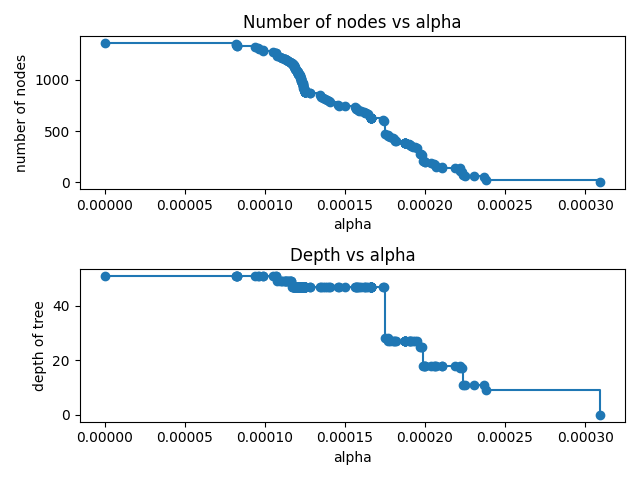 Number of nodes vs alpha
number of nodes
1000
500
0
0.00000 0.00005 0.00010 0.00015 0.00020 0.00025 0.00030
alpha
Depth vs alpha
depth of tree
40
20
0
0.00000 0.00005 0.00010 0.00015 0.00020 0.00025 0.00030
alpha